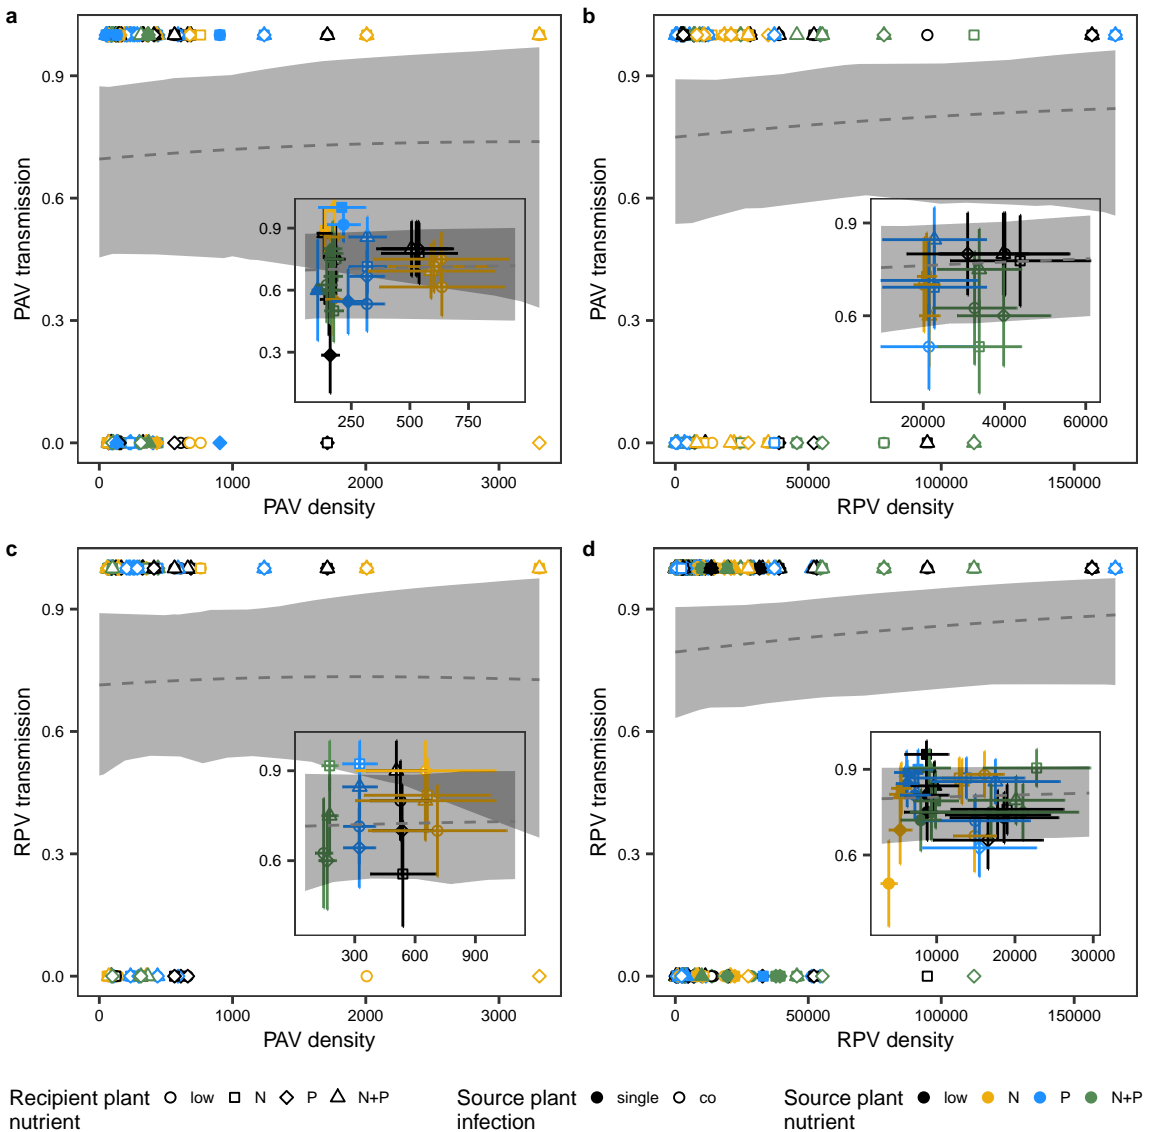 a
b
0.9
0.6
0.3
0.0
PAV transmission
0.9
0.6
0.3
250 500 750
0 1000 2000 3000
PAV density
0.9
0.6
0.3
0.0
PAV transmission
0.9
0.6
20000 40000 60000
0 50000 100000 150000
RPV density
c
d
0.9
0.6
0.3
0.0
RPV transmission
0.9
0.6
300 600 900
0 1000 2000 3000
PAV density
0.9
0.6
0.3
0.0
RPV transmission
0.9
0.6
10000 20000 30000
0 50000 100000 150000
RPV density
Recipient plant
nutrient
low N P N+P
Source plant
infection
single co
Source plant
nutrient
low N P N+P